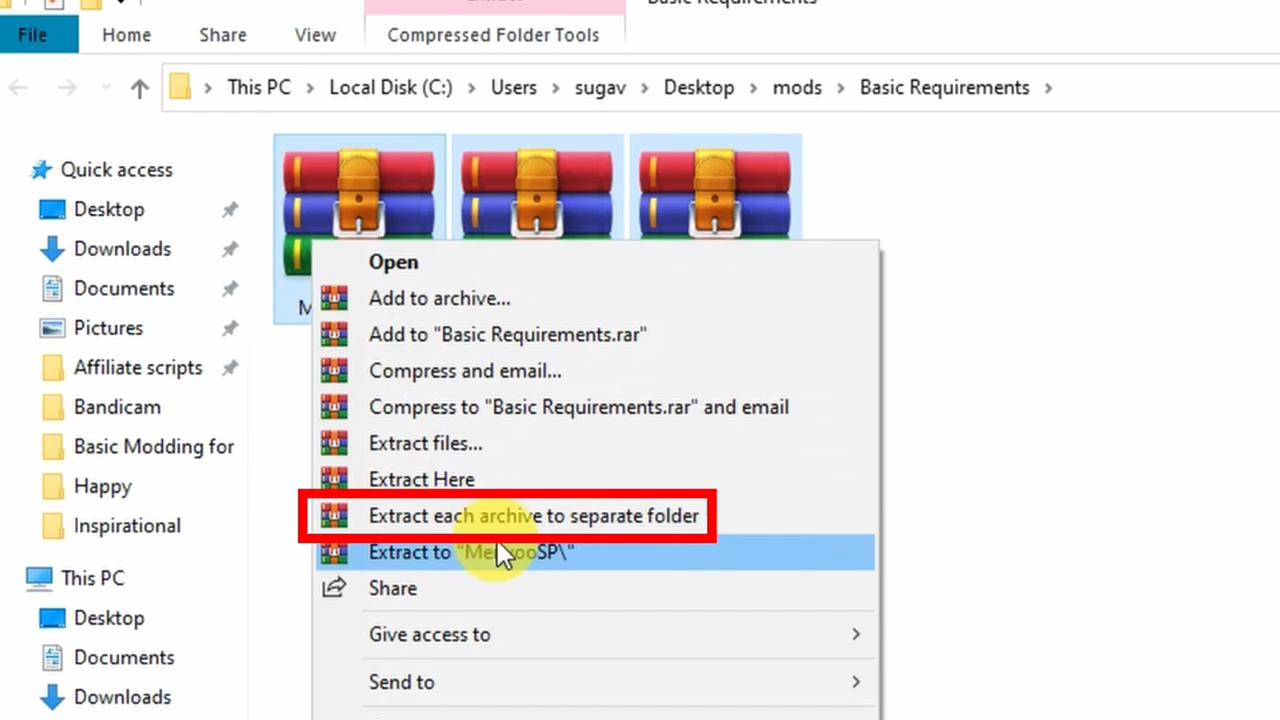 Basic Requirements
File Home Share View Compressed Folder Tools
This PC Local Disk (C:) Users sugav Desktop mods Basic Requirements
Quick access
Desktop
Downloads
Documents
Pictures
Affiliate scripts
Bandicam
Basic Modding for
Happy
Inspirational
This PC
Desktop
Documents
Downloads
M
Open
Add to archive...
Add to "Basic Requirements.rar"
Compress and email...
Compress to "Basic Requirements.rar" and email
Extract files...
Extract Here
Extract each archive to separate folder
Extract to
Share
Give access to
Send to